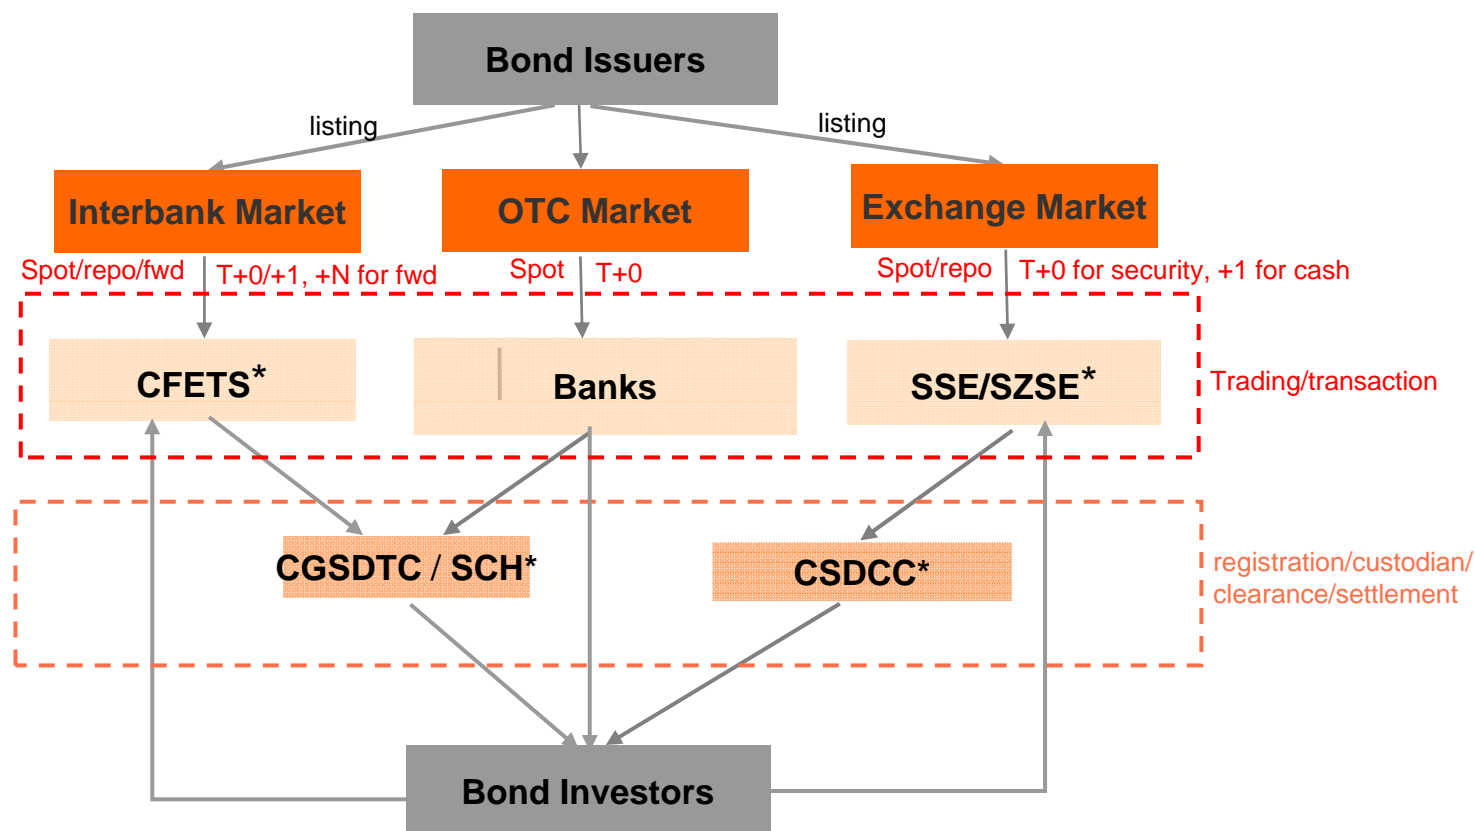 Bond Issuers
listing
listing
Interbank Market
OTC Market
Exchange Market
Spot/repo/fwd
T+0/+1, +N for fwd
Spot
T+0
Spot/repo
T+0 for security, +1 for cash
CFETS*
Banks
SSE/SZSE*
Trading/transaction
CGSDTC / SCH*
CSDCC*
registration/custodian/
clearance/settlement
Bond Investors